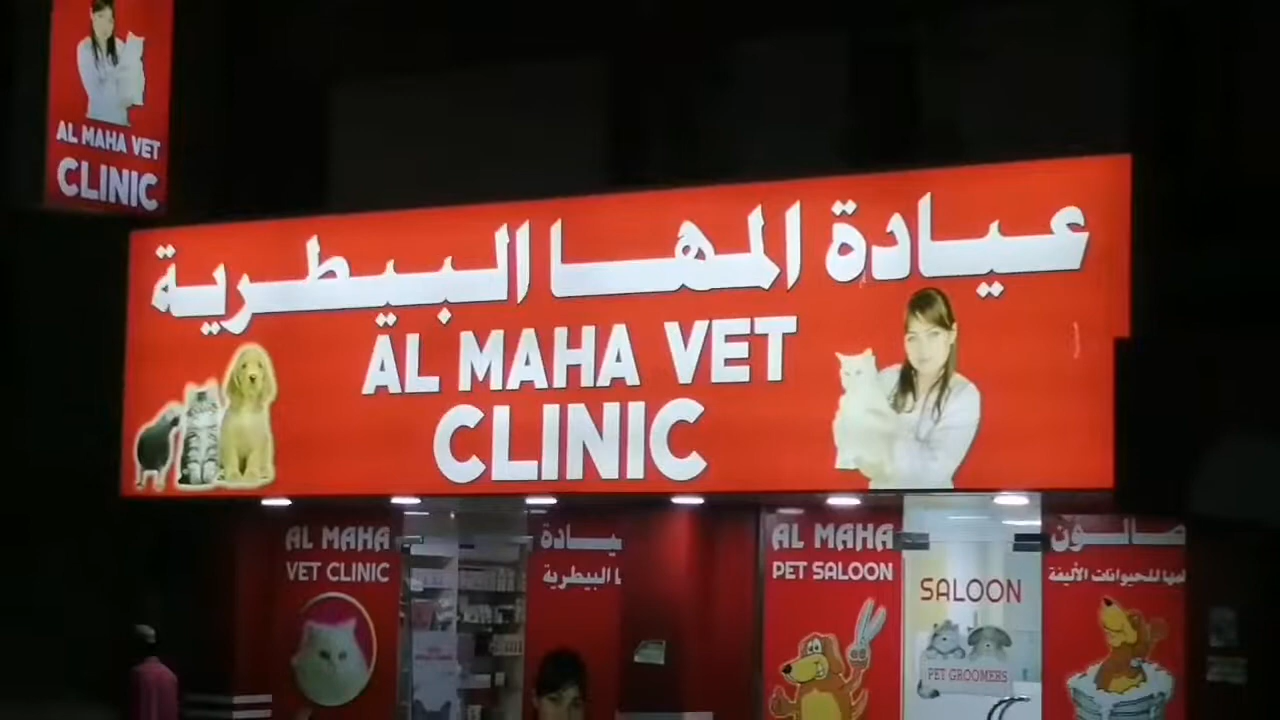 AL MAHA VET
CLINIC
عيادة المها البيطرية
AL MAHA VET
CLINIC
AL MAHA
VET CLINIC
البيطرية
AL MAHA
PET SALOON
SALOON
PET GROOMERS
صالون
للحيوانات الأليفة